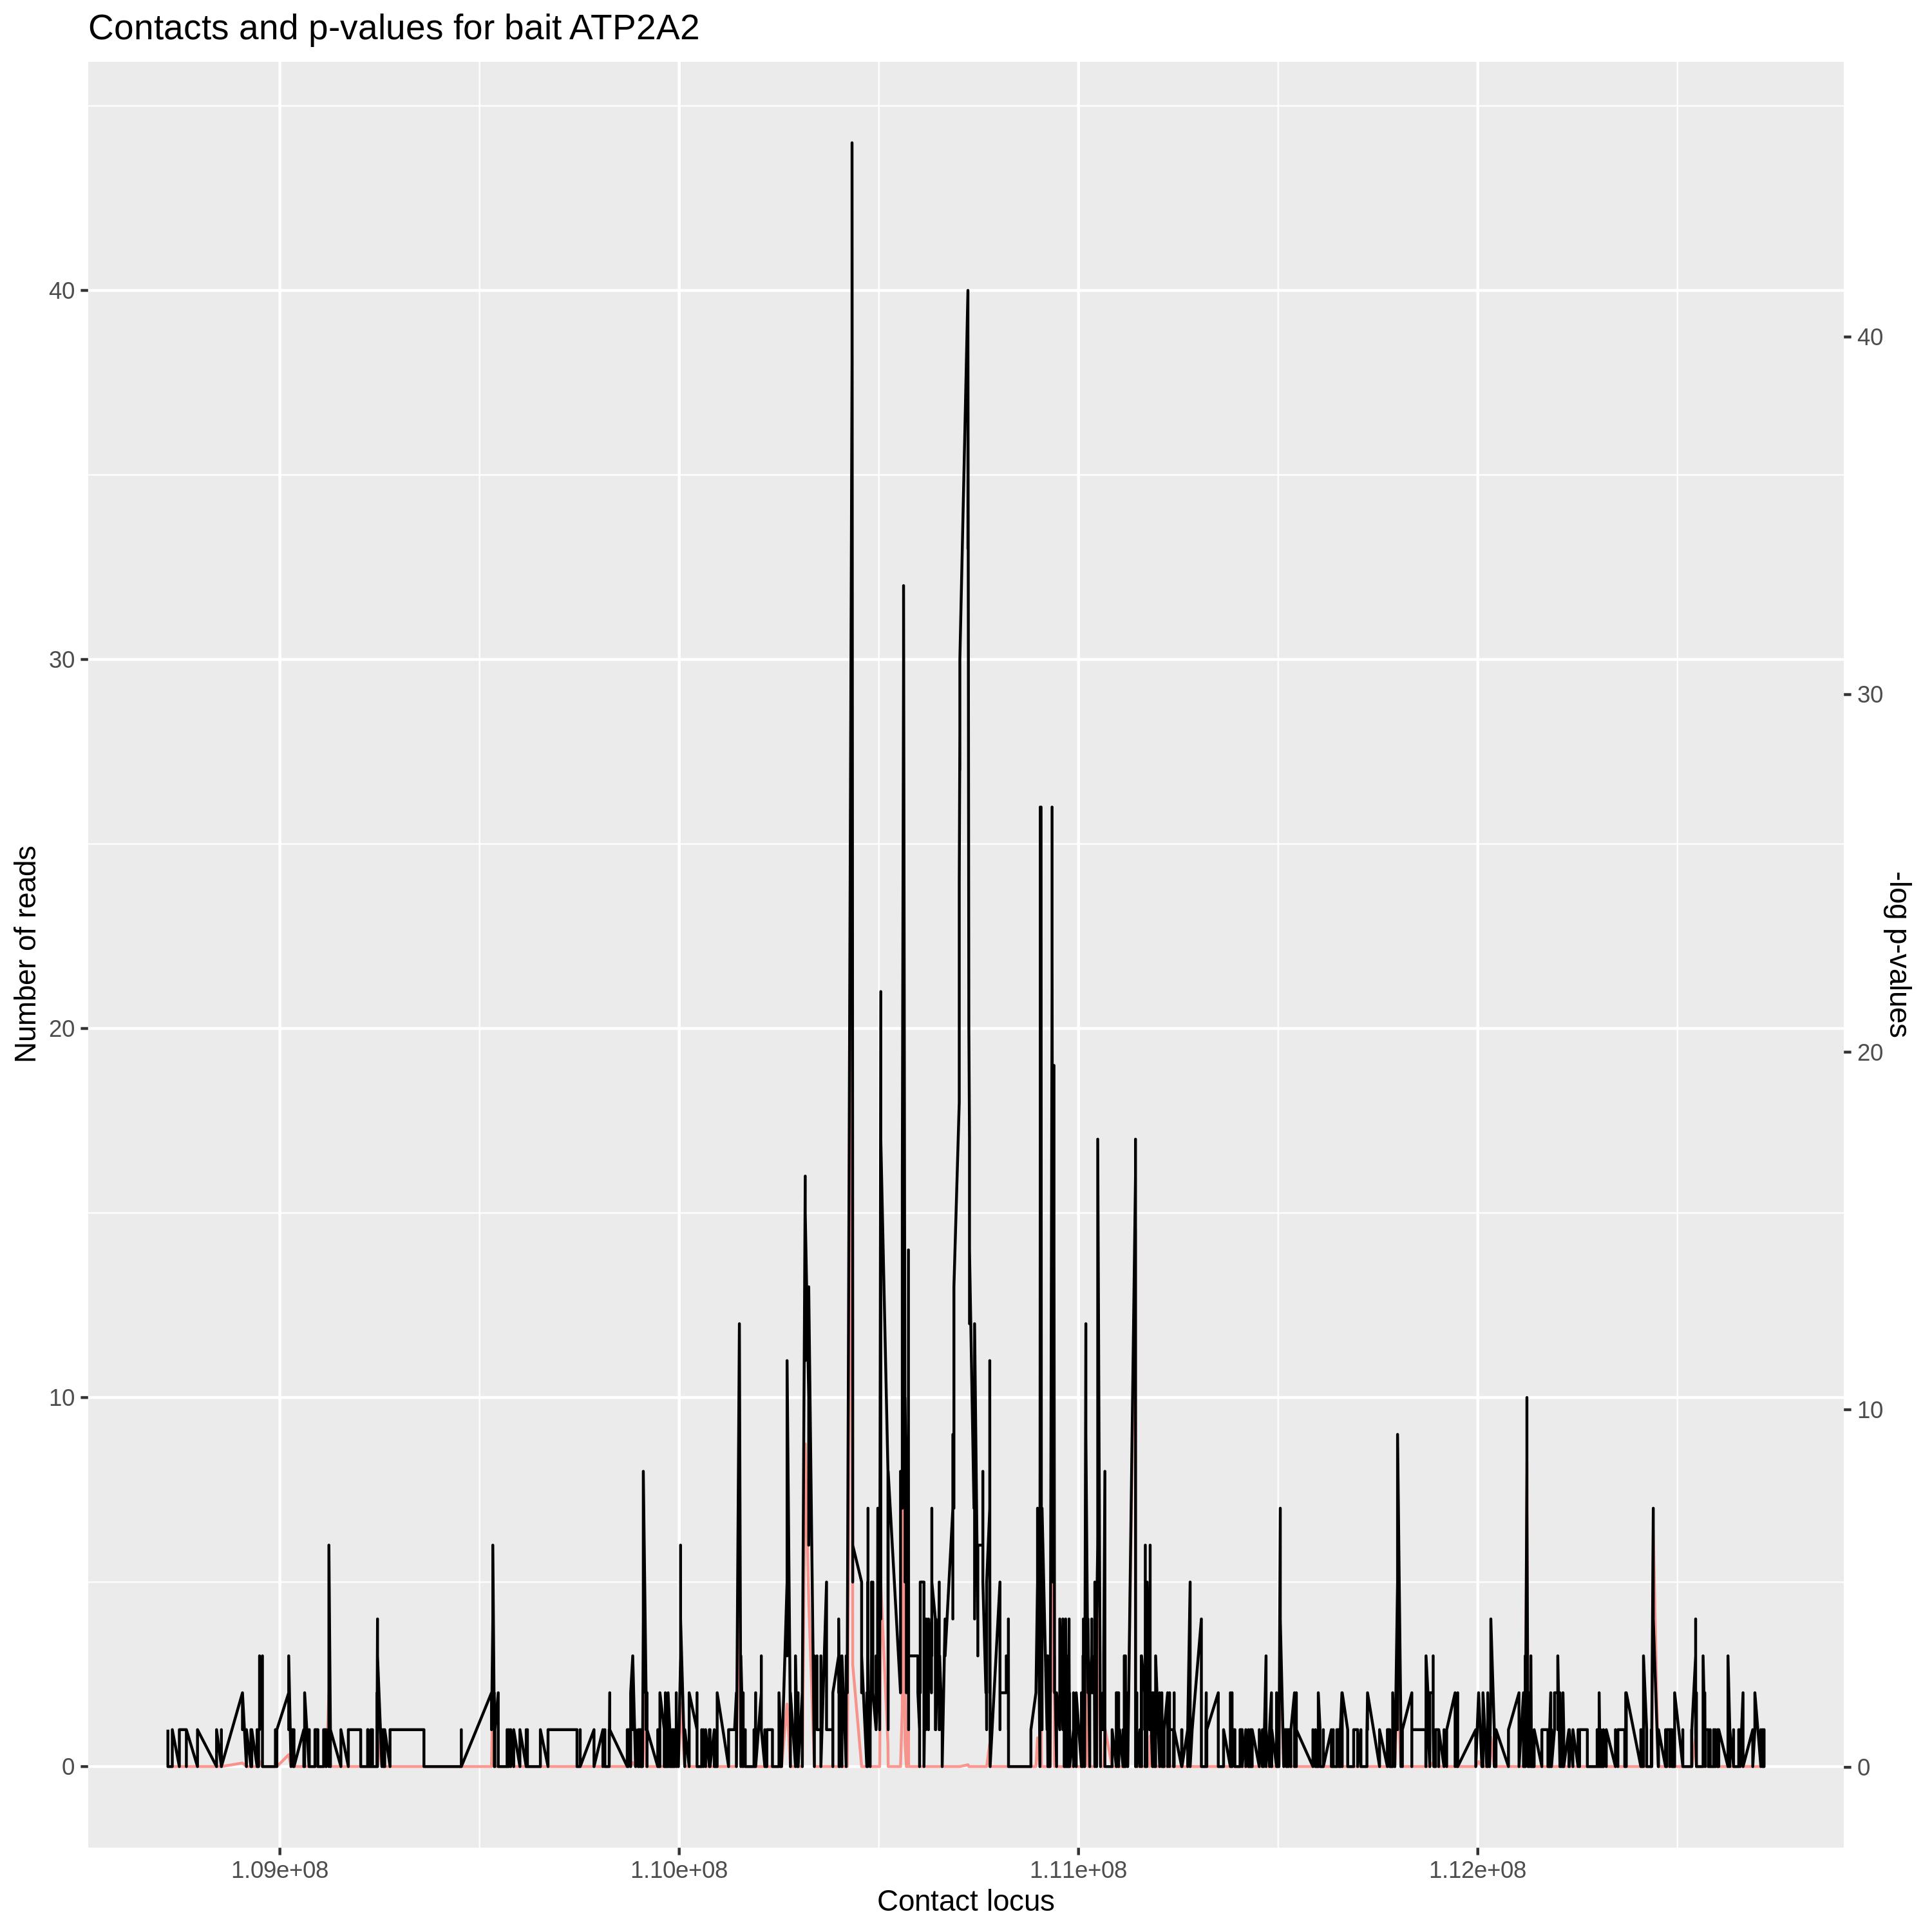 Contacts and p-values for bait ATP2A2
40
30
20
10
0
Number of reads
40
30
20
10
0
-log p-values
1.09e+08
1.10e+08
1.11e+08
1.12e+08
Contact locus